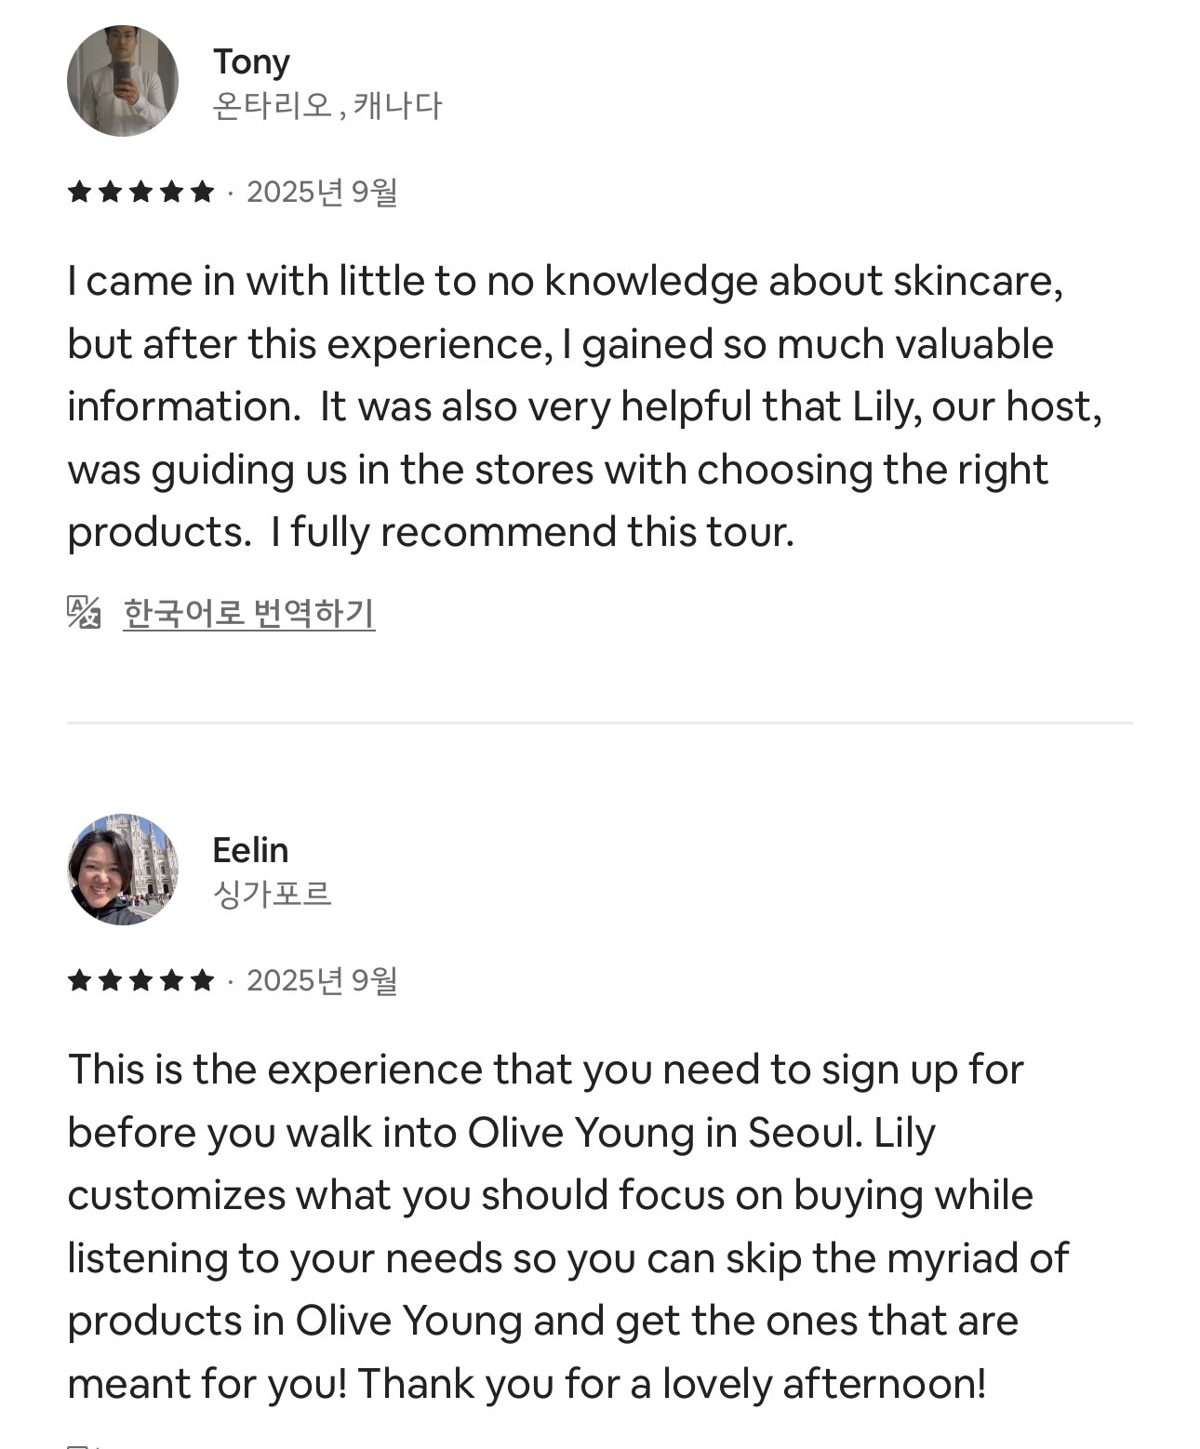 Tony
온타리오, 캐나다
★★★★★ · 2025년 9월
I came in with little to no knowledge about skincare,
but after this experience, I gained so much valuable
information.  It was also very helpful that Lily, our host,
was guiding us in the stores with choosing the right
products.  I fully recommend this tour.
한국어로 번역하기
Eelin
싱가포르
★★★★★ · 2025년 9월
This is the experience that you need to sign up for
before you walk into Olive Young in Seoul. Lily
customizes what you should focus on buying while
listening to your needs so you can skip the myriad of
products in Olive Young and get the ones that are
meant for you! Thank you for a lovely afternoon!